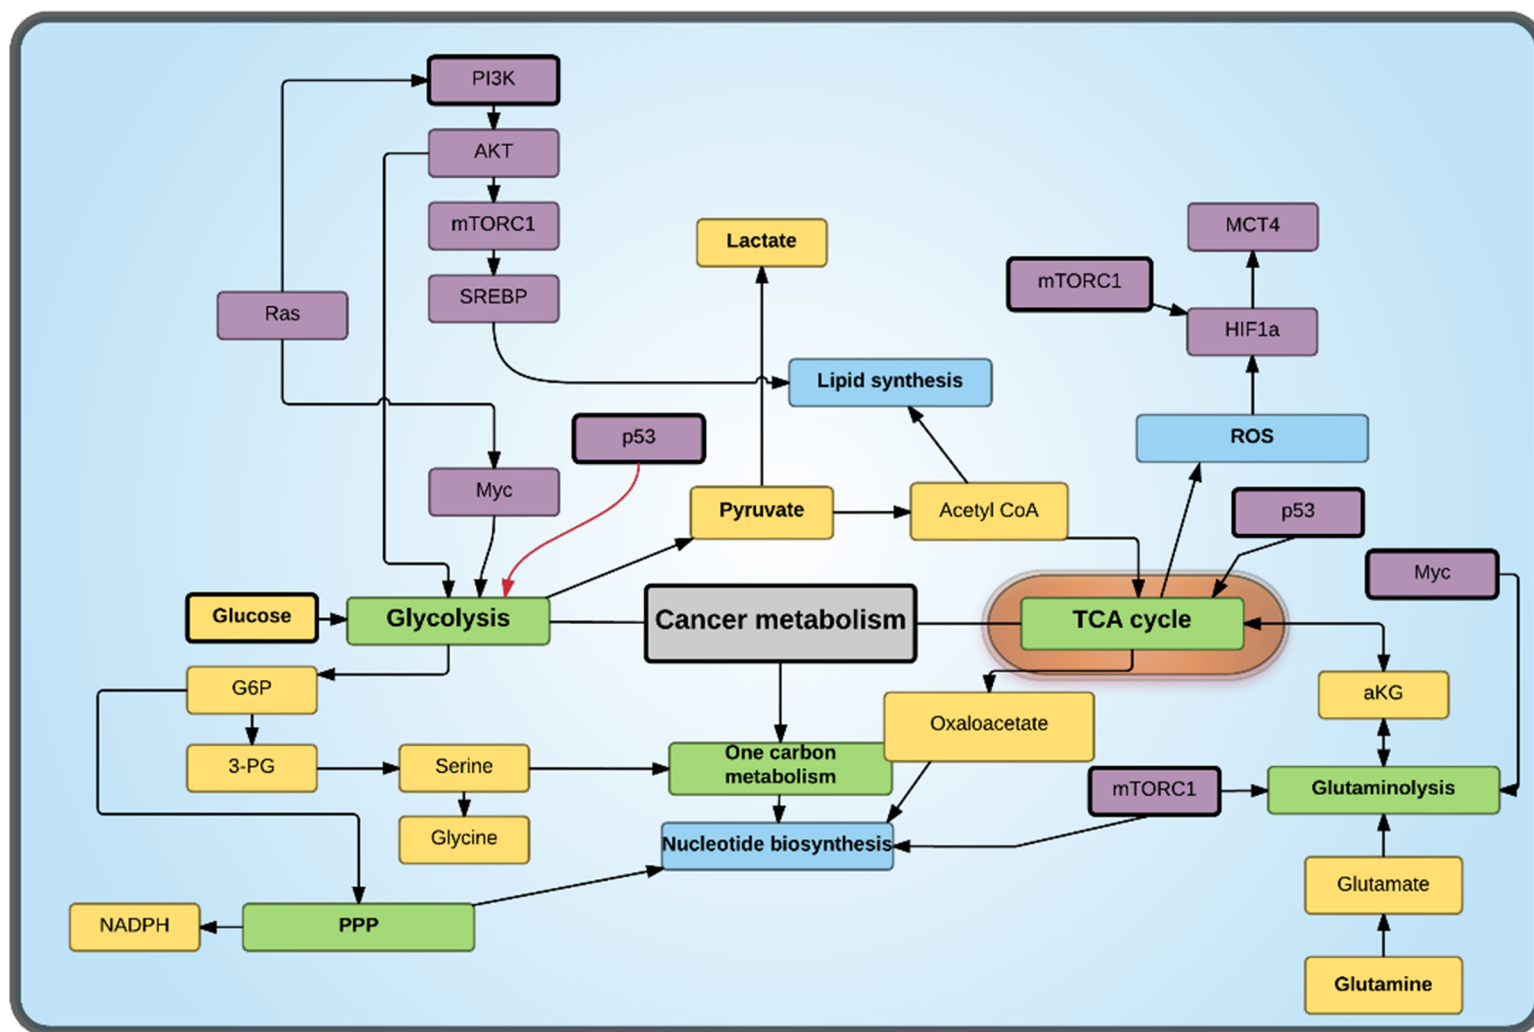 PI3K
AKT
mTORC1
SREBP
Ras
Lactate
MCT4
mTORC1
HIF1a
Lipid synthesis
p53
ROS
Myc
Pyruvate
Acetyl CoA
p53
Myc
Glucose
Glycolysis
Cancer metabolism
TCA cycle
G6P
aKG
Oxaloacetate
3-PG
Serine
One carbon
metabolism
mTORC1
Glutaminolysis
Glycine
Nucleotide biosynthesis
Glutamate
NADPH
PPP
Glutamine